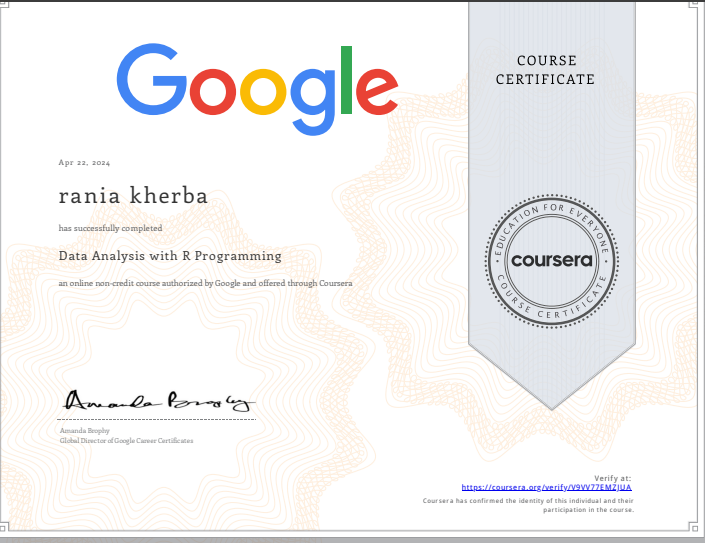 Google
COURSE
CERTIFICATE
Apr 22, 2024
rania kherba
has successfully completed
Data Analysis with R Programming
an online non-credit course authorized by Google and offered through Coursera
EDUCATION FOR EVERYONE
coursera
COURSE CERTIFICATE
Amanda Brophy
Amanda Brophy
Global Director of Google Career Certificates
Verify at:
https://coursera.org/verify/V9VV77EMZJUA
Coursera has confirmed the identity of this individual and their
participation in the course.